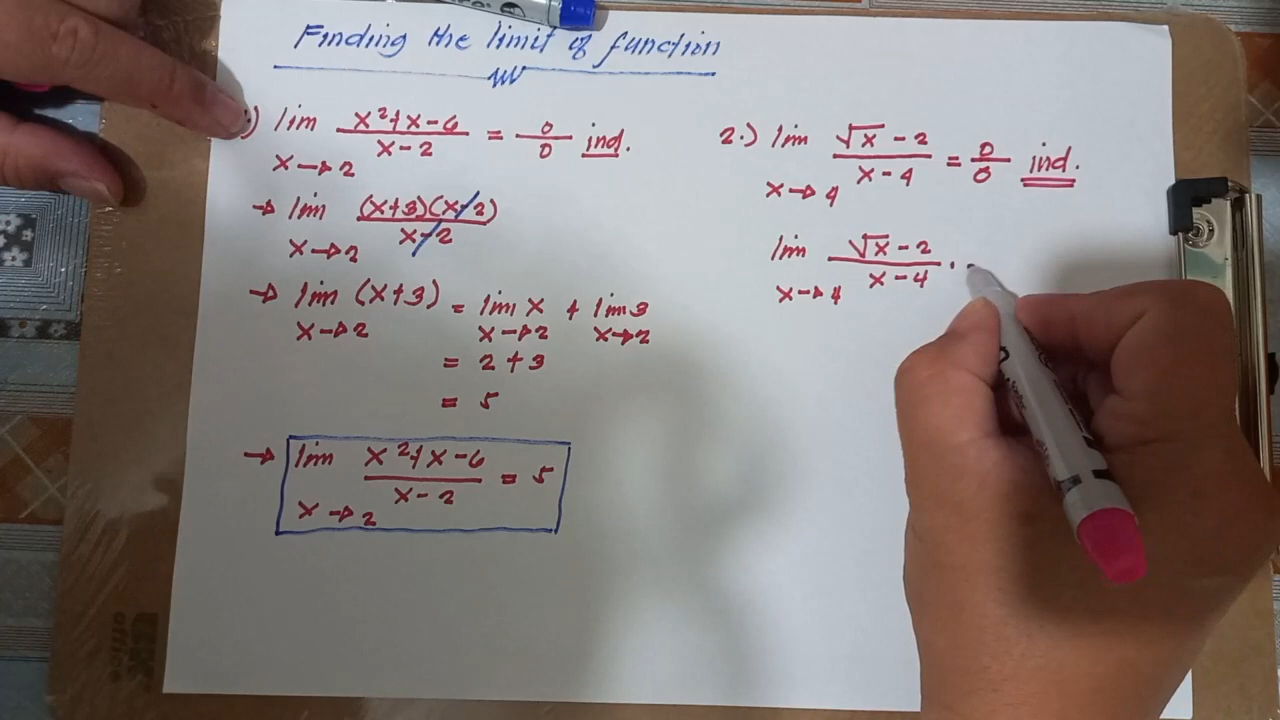 Finding the limit of function
1.) lim x²+x-6 / x-2 = 0/0 ind.
x→2
→ lim (x+3)(x-2) / x-2
x→2
→ lim (x+3) = lim x + lim 3
x→2 x→2 x→2
= 2+3
= 5
→ lim x²+x-6 / x-2 = 5
x→2
2.) lim √x-2 / x-4 = 0/0 ind.
x→4
lim √x-2 / x-4 ·
x→4